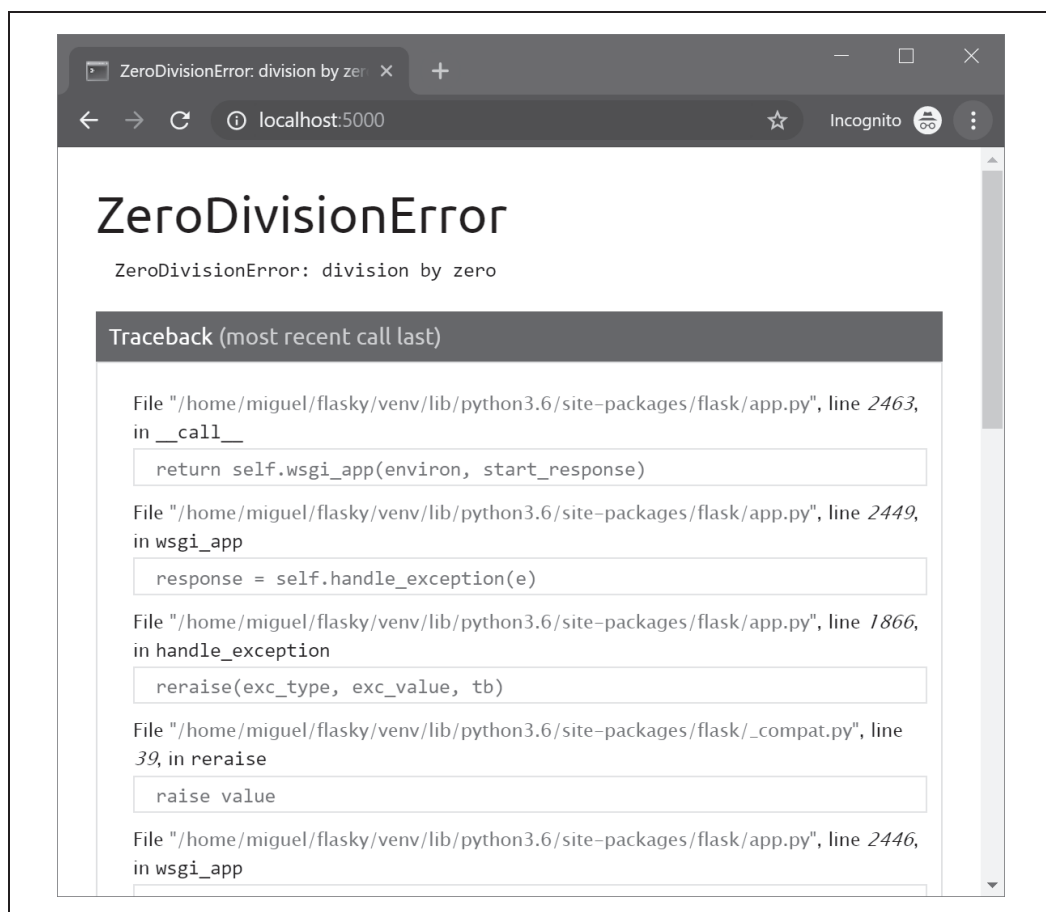 ZeroDivisionError: division by zer
localhost:5000
Incognito
ZeroDivisionError
ZeroDivisionError: division by zero
Traceback (most recent call last)
File "/home/miguel/flasky/venv/lib/python3.6/site-packages/flask/app.py", line 2463,
in __call__
return self.wsgi_app(environ, start_response)
File "/home/miguel/flasky/venv/lib/python3.6/site-packages/flask/app.py", line 2449,
in wsgi_app
response = self.handle_exception(e)
File "/home/miguel/flasky/venv/lib/python3.6/site-packages/flask/app.py", line 1866,
in handle_exception
reraise(exc_type, exc_value, tb)
File "/home/miguel/flasky/venv/lib/python3.6/site-packages/flask/_compat.py", line
39, in reraise
raise value
File "/home/miguel/flasky/venv/lib/python3.6/site-packages/flask/app.py", line 2446,
in wsgi_app